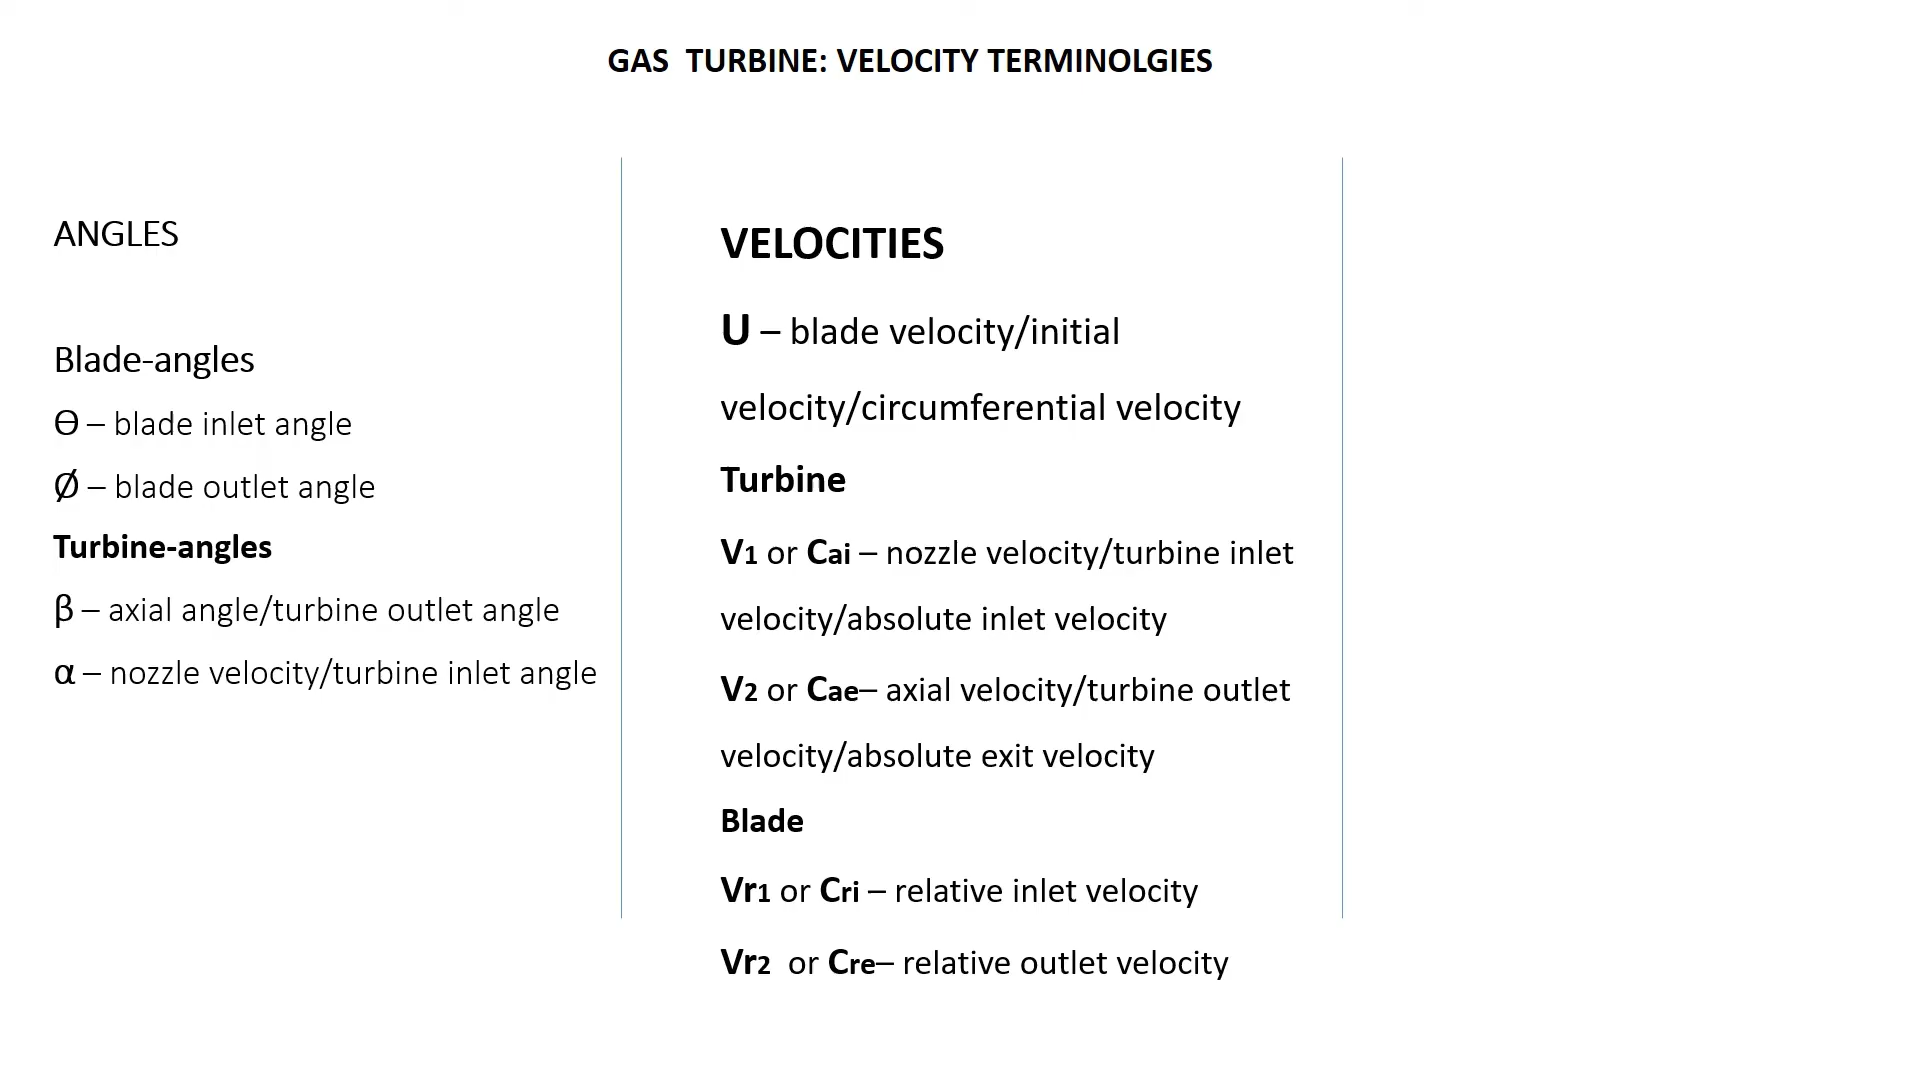 GAS  TURBINE: VELOCITY TERMINOLGIES
ANGLES
Blade-angles
Ө – blade inlet angle
Ø – blade outlet angle
Turbine-angles
β – axial angle/turbine outlet angle
α – nozzle velocity/turbine inlet angle
VELOCITIES
U – blade velocity/initial
velocity/circumferential velocity
Turbine
V1 or Cai – nozzle velocity/turbine inlet
velocity/absolute inlet velocity
V2 or Cae– axial velocity/turbine outlet
velocity/absolute exit velocity
Blade
Vr1 or Cri – relative inlet velocity
Vr2  or Cre– relative outlet velocity